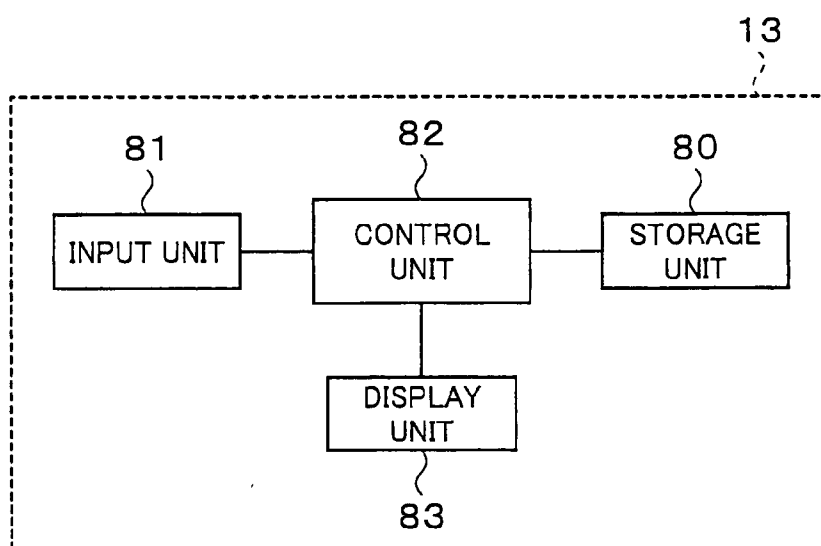 13
81
82
80
INPUT UNIT
CONTROL
UNIT
STORAGE
UNIT
DISPLAY
UNIT
83